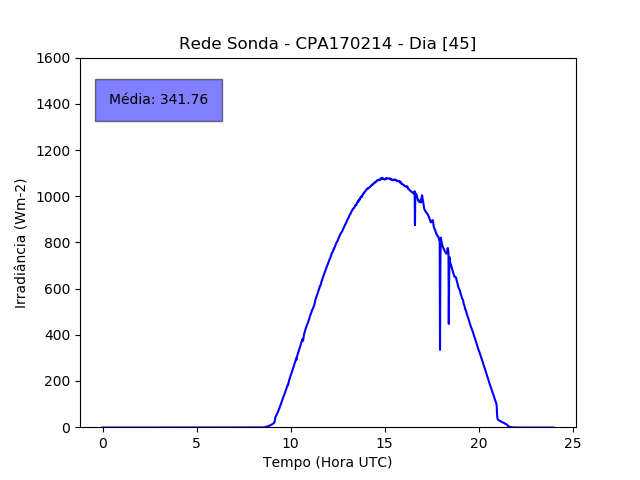 Rede Sonda - CPA170214 - Dia [45]
1600
1400
1200
1000
800
600
400
200
0
Média: 341.76
Irradiância (Wm-2)
0 5 10 15 20 25
Tempo (Hora UTC)